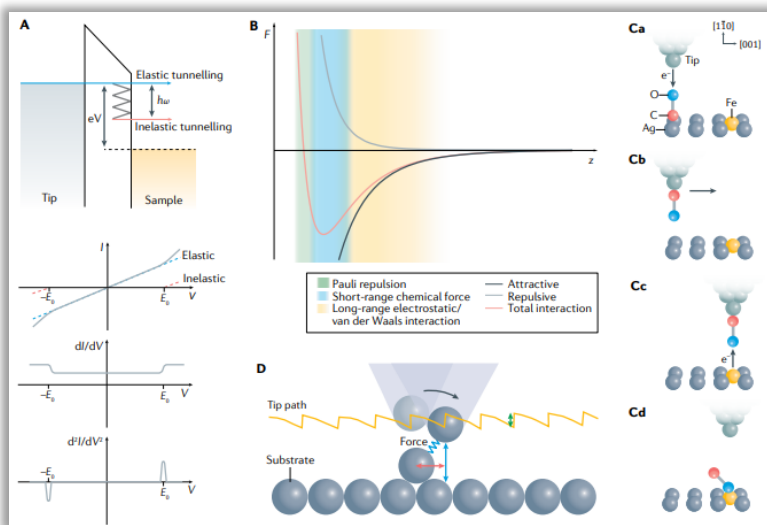 A
Elastic tunnelling
ħω
eV
Inelastic tunnelling
Tip
Sample
I
Elastic
Inelastic
–E₀
E₀
V
dI/dV
–E₀
E₀
V
d²I/dV²
–E₀
E₀
V
B
F
z
Pauli repulsion
Short-range chemical force
Long-range electrostatic/
van der Waals interaction
Attractive
Repulsive
Total interaction
D
Tip path
Force
Substrate
Ca
[11̄0]
[001]
Tip
e⁻
O
C
Ag
Fe
Cb
Cc
e⁻
Cd